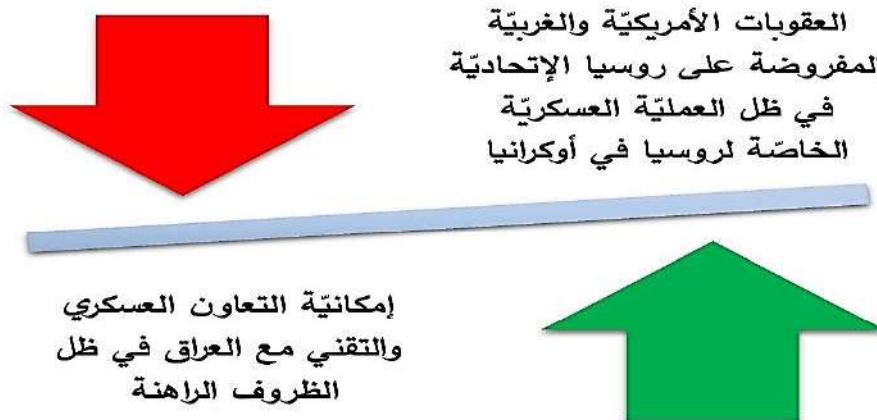 العقوبات الأمريكيّة والغربيّة
المفروضة على روسيا الإتحاديّة
في ظل العمليّة العسكريّة
الخاصّة لروسيا في أوكرانيا
إمكانيّة التعاون العسكري
والتقني مع العراق في ظل
الظروف الراهنة